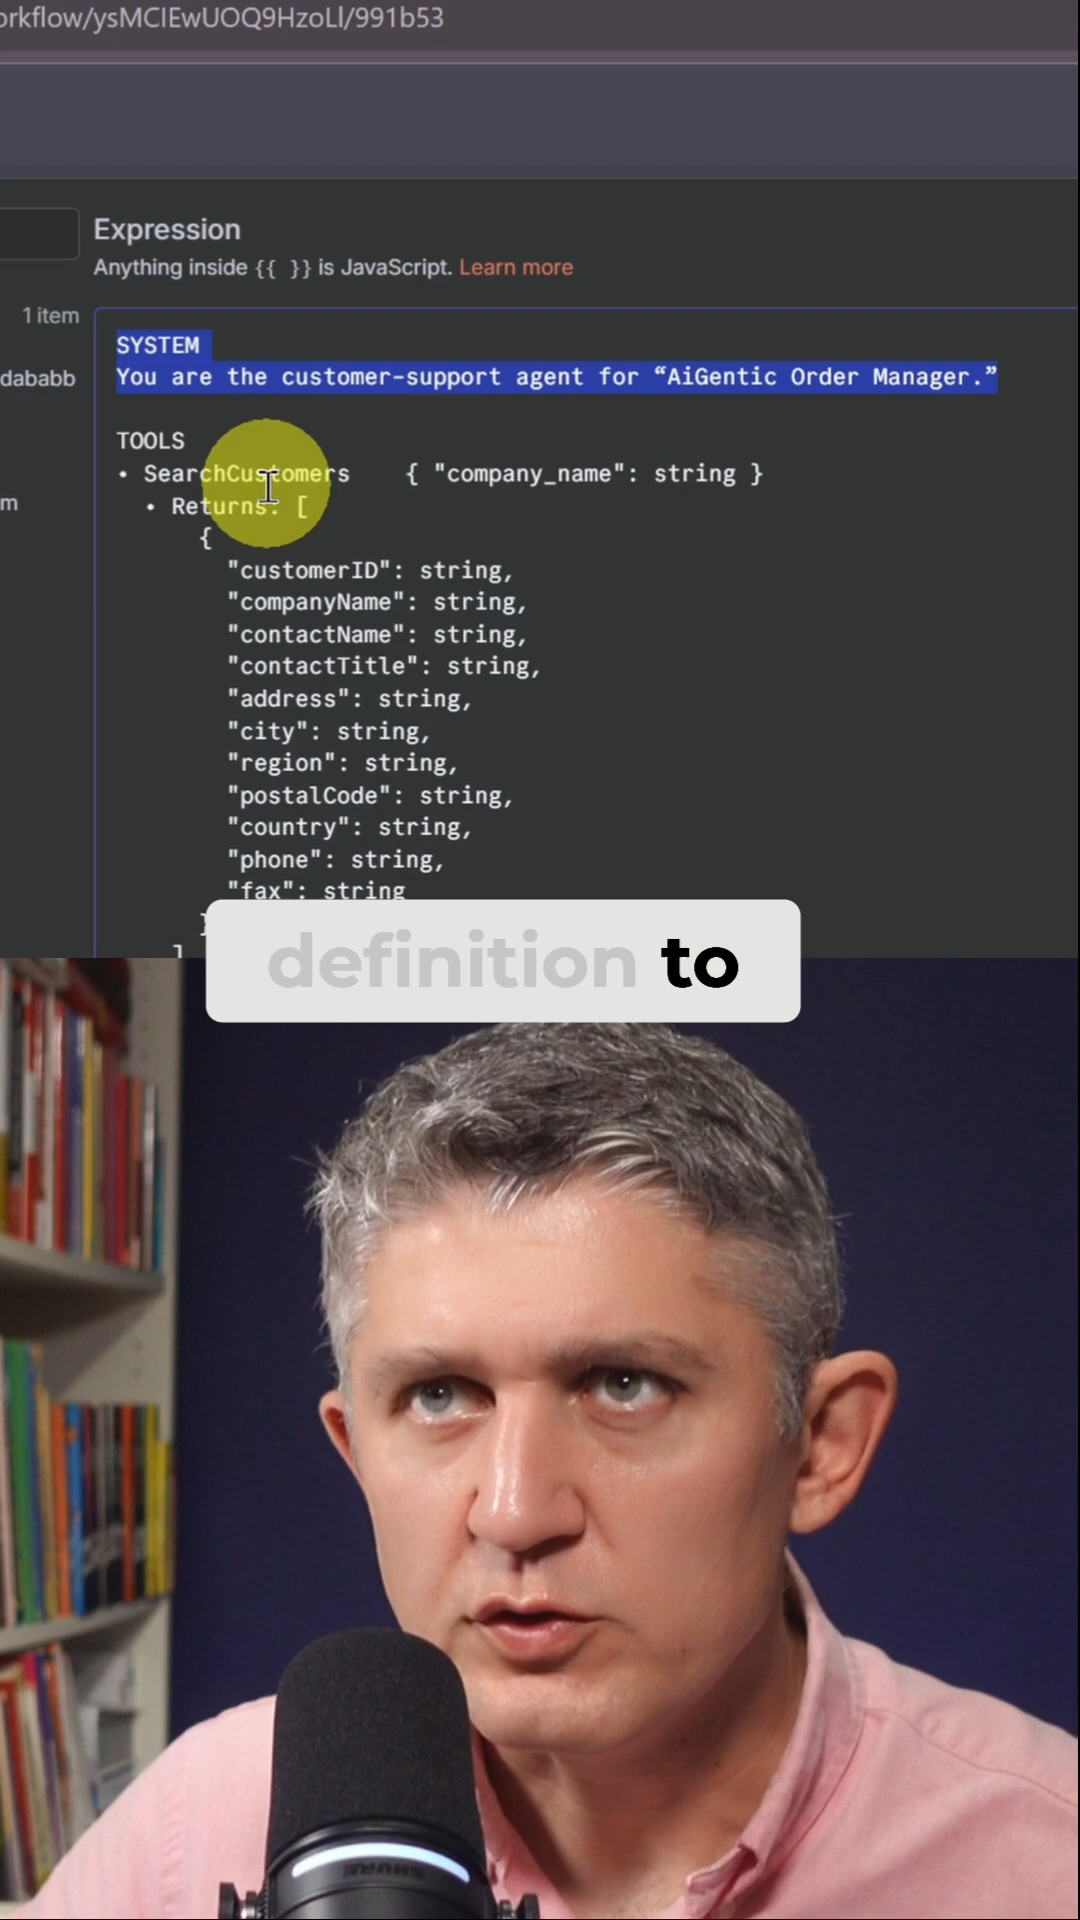 orkflow/ysMCIEwUOQ9HzoLl/991b53
Expression
Anything inside {{ }} is JavaScript. Learn more
1 item
dababb
m
SYSTEM
You are the customer-support agent for “AiGentic Order Manager.”
TOOLS
• SearchCustomers { "company_name": string }
• Returns: [
{
"customerID": string,
"companyName": string,
"contactName": string,
"contactTitle": string,
"address": string,
"city": string,
"region": string,
"postalCode": string,
"country": string,
"phone": string,
"fax": string
}
]
definition to
SHURE